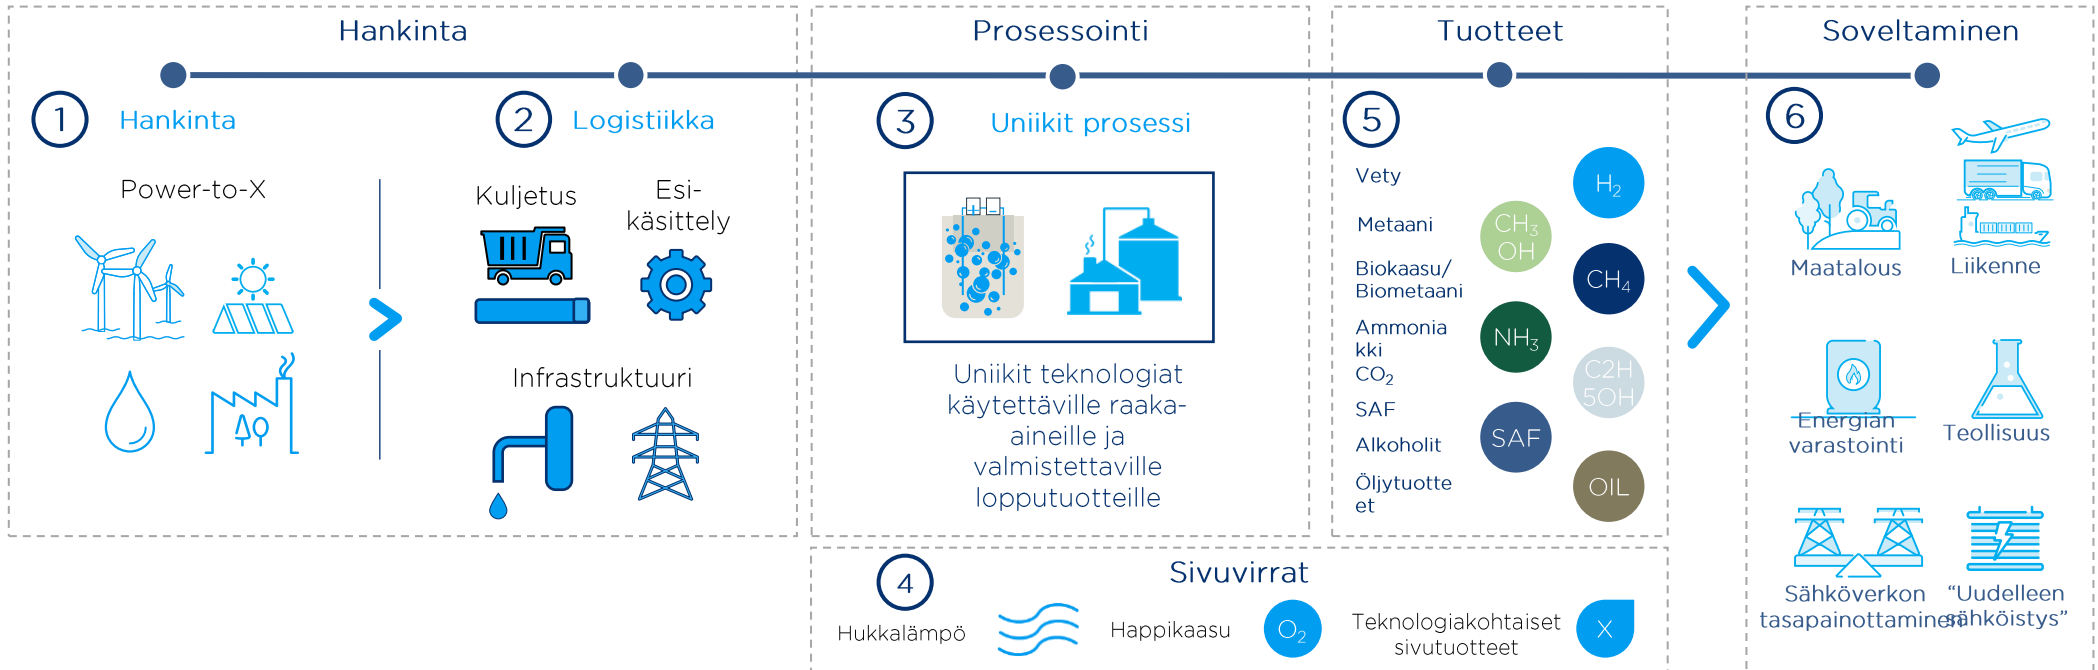 Hankinta
1
Hankinta
2
Logistiikka
Power-to-X
Kuljetus
Esi-
käsittely
Infrastruktuuri
Prosessointi
3
Uniikit prosessi
Uniikit teknologiat
käytettäville raaka-
aineille ja
valmistettaville
lopputuotteille
Tuotteet
5
Vety
Metaani
Biokaasu/
Biometaani
Ammonia
kki
CO₂
SAF
Alkoholit
Öljytuotte
et
H₂
CH₃
OH
CH₄
NH₃
C2H
5OH
SAF
OIL
4
Sivuvirrat
Hukkalämpö
Happikaasu
O₂
Teknologiakohtaiset
sivutuotteet
X
Soveltaminen
6
Maatalous
Liikenne
Energian
varastointi
Teollisuus
Sähköverkon
tasapainottaminen
“Uudelleen
sähköistys”